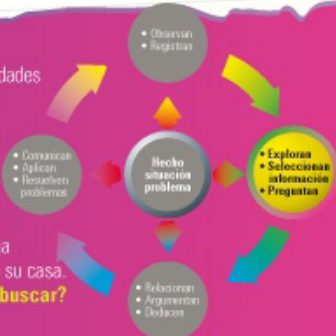 • Observan
• Registran
dades
• Exploran
• Seleccionan
información
• Preguntan
Hecho
situación
problema
• Comunican
• Aplican
• Resuelven
problemas
• Relacionan
• Argumentan
• Deducen
su casa.
buscar?